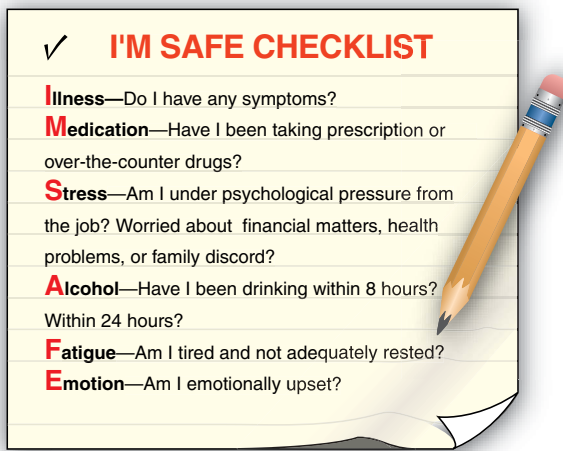 ✓ I'M SAFE CHECKLIST
Illness—Do I have any symptoms?
Medication—Have I been taking prescription or
over-the-counter drugs?
Stress—Am I under psychological pressure from
the job? Worried about financial matters, health
problems, or family discord?
Alcohol—Have I been drinking within 8 hours?
Within 24 hours?
Fatigue—Am I tired and not adequately rested?
Emotion—Am I emotionally upset?